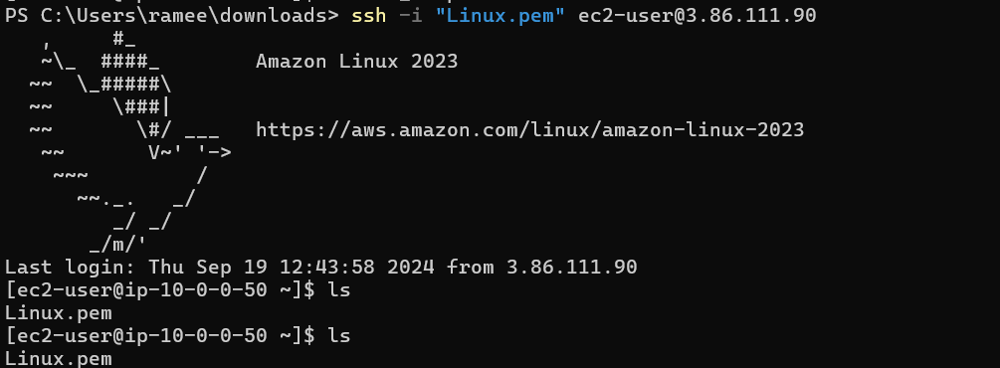 PS C:\Users\ramee\downloads> ssh -i "Linux.pem" ec2-user@3.86.111.90
   ,     #_
   ~\_  ####_        Amazon Linux 2023
  ~~  \_#####\
  ~~     \###|
  ~~       \#/ ___   https://aws.amazon.com/linux/amazon-linux-2023
   ~~       V~' '->
    ~~~         /
      ~~._.   _/
         _/ _/
       _/m/'
Last login: Thu Sep 19 12:43:58 2024 from 3.86.111.90
[ec2-user@ip-10-0-0-50 ~]$ ls
Linux.pem
[ec2-user@ip-10-0-0-50 ~]$ ls
Linux.pem